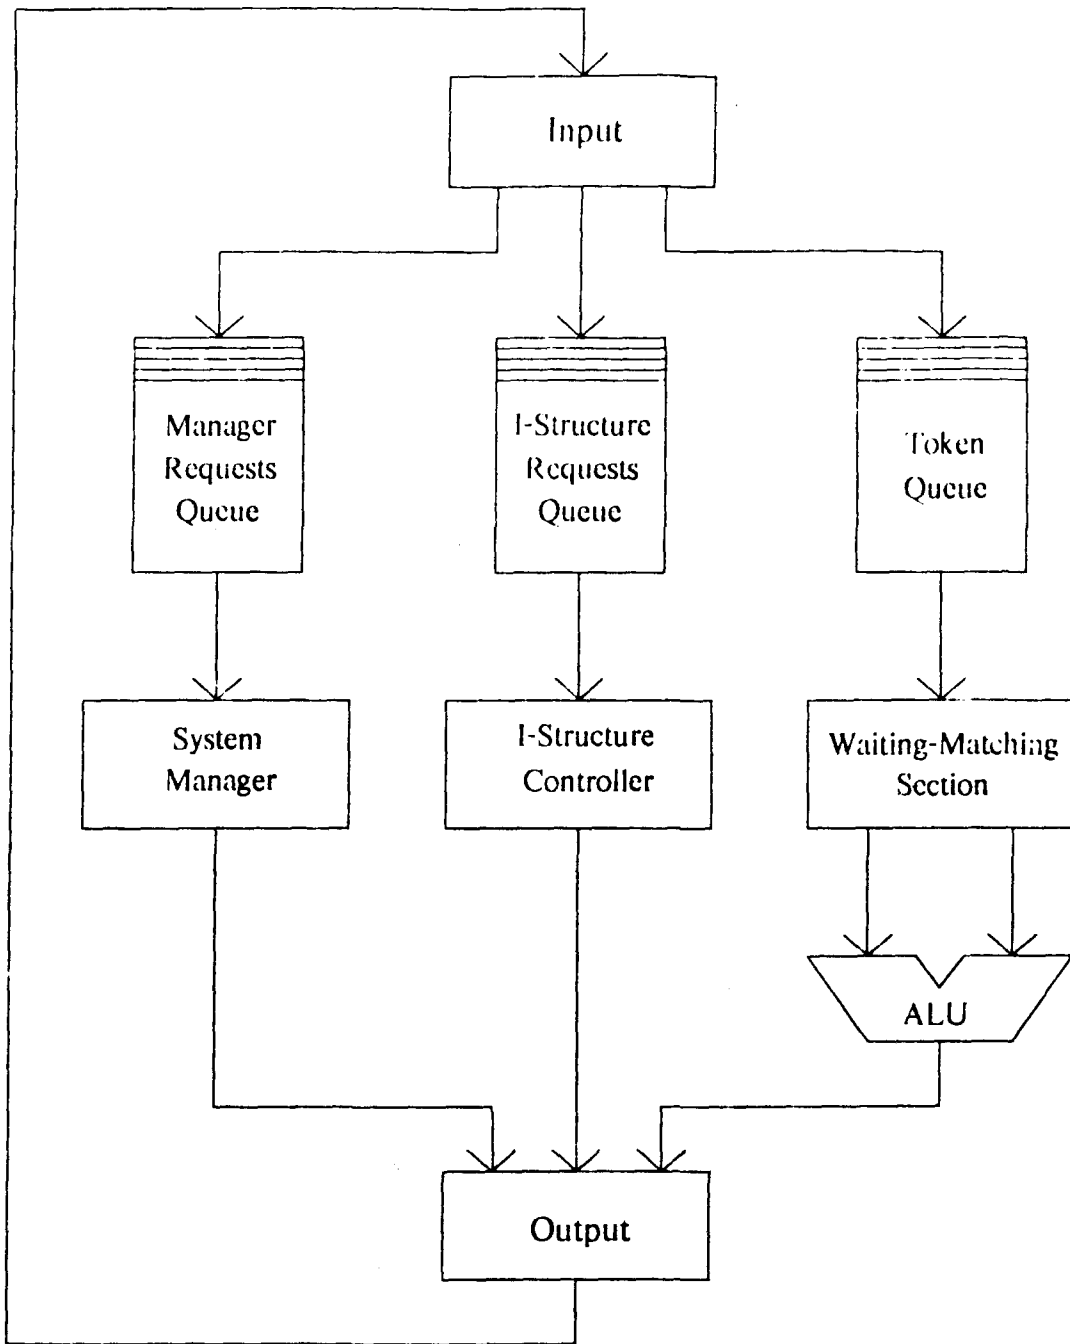 Input
Manager
Requests
Queue
I-Structure
Requests
Queue
Token
Queue
System
Manager
I-Structure
Controller
Waiting-Matching
Section
ALU
Output